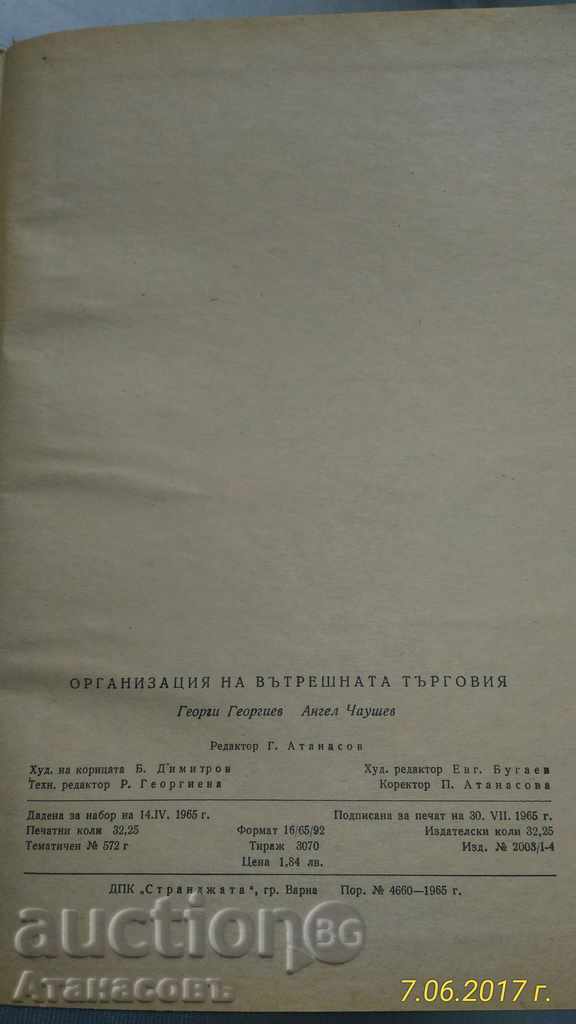 ОРГАНИЗАЦИЯ НА ВЪТРЕШНАТА ТЪРГОВИЯ
Георги Георгиев Ангел Чаушев
Редактор Г. Атанасов
Худ. на корицата Б. Димитров Худ. редактор Евг. Бугаев
Техн. редактор Р. Георгиева Коректор П. Атанасова
Дадена за набор на 14.IV. 1965 г. Подписана за печат на 30. VII. 1965 г.
Печатни коли 32,25 Формат 16/65/92 Издателски коли 32,25
Тематичен № 572 г Тираж 3070 Изд. № 2003/1-4
Цена 1,84 лв.
ДПК „Странджата“, гр. Варна Пор. № 4660—1965 г.
auction BG
Атанасовъ
7.06.2017 г.